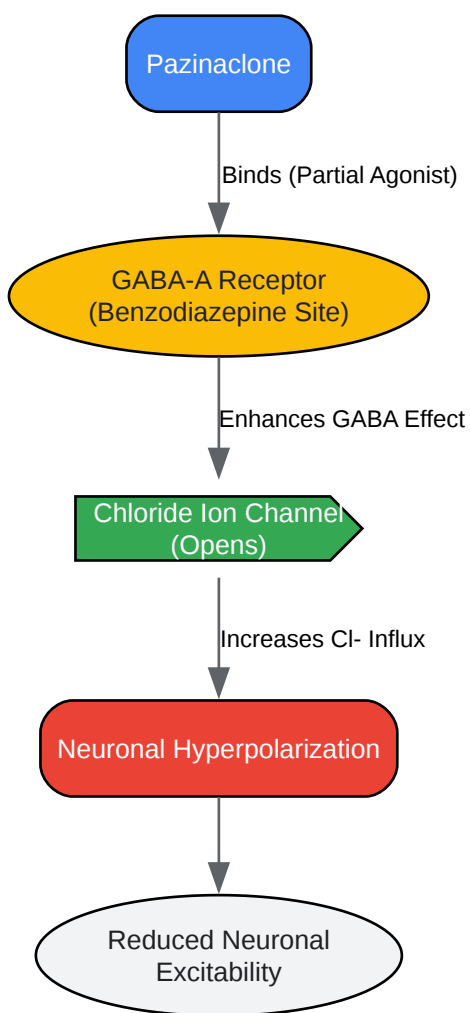 Pazinaclone
Binds (Partial Agonist)
GABA-A Receptor
(Benzodiazepine Site)
Enhances GABA Effect
Chloride Ion Channel
(Opens)
Increases Cl- Influx
Neuronal Hyperpolarization
Reduced Neuronal
Excitability